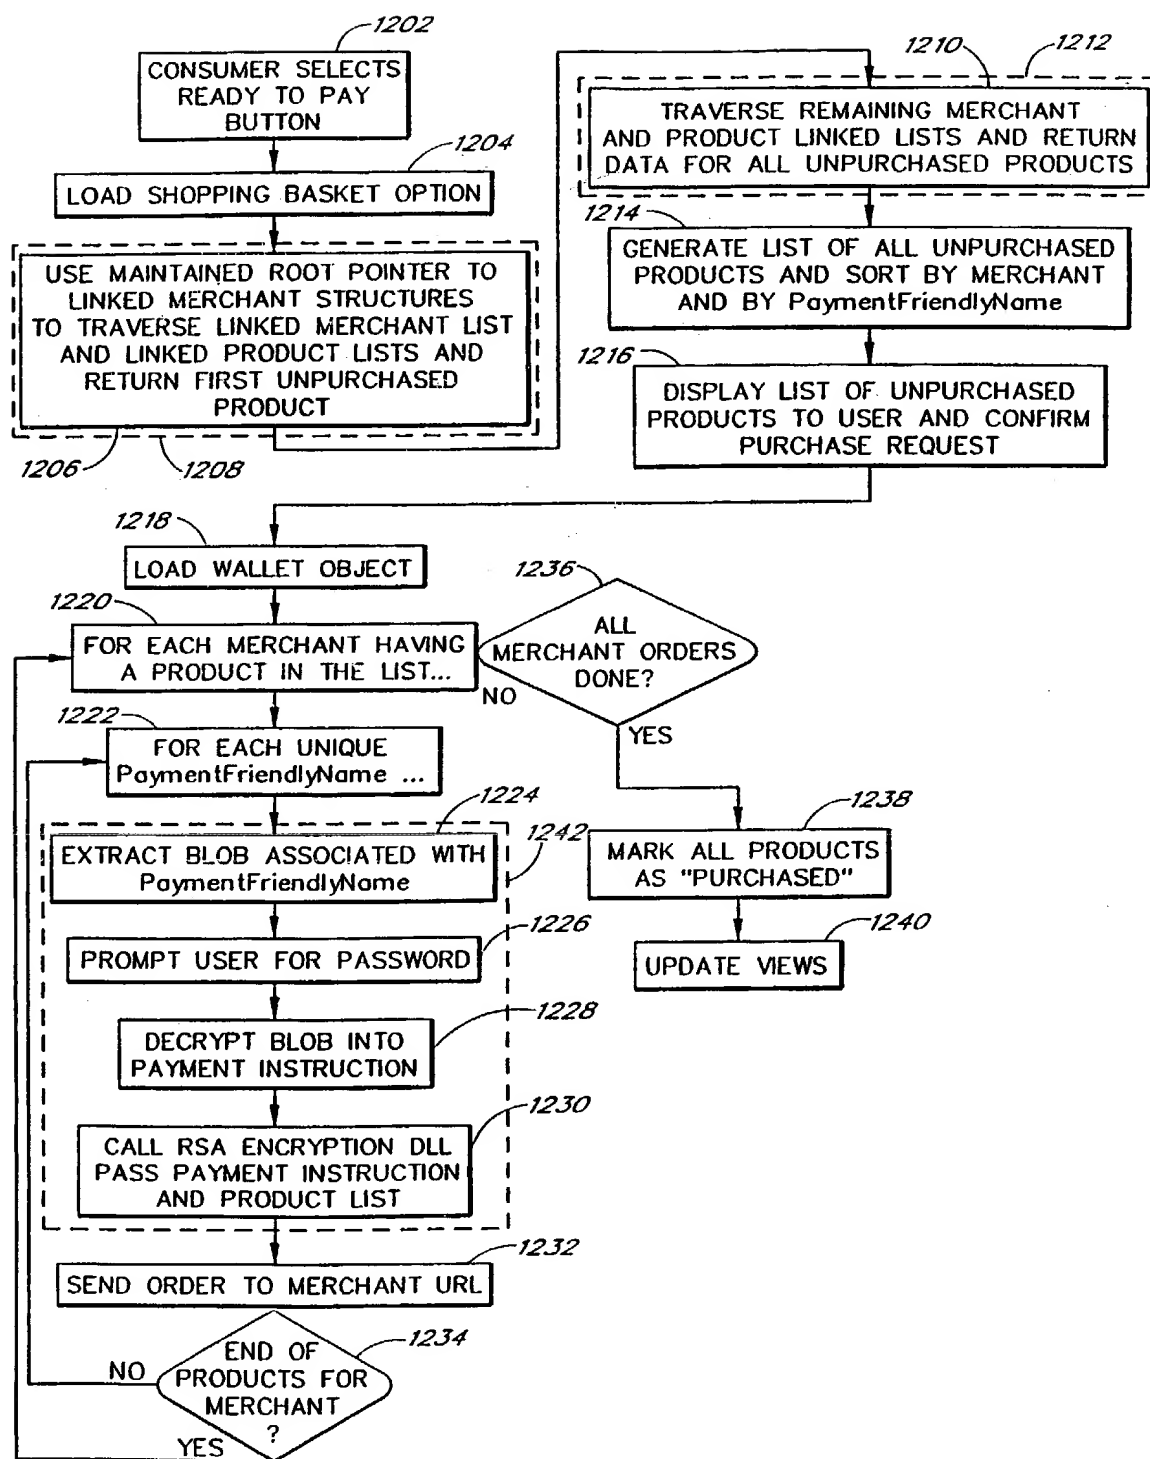 1202
CONSUMER SELECTS
READY TO PAY
BUTTON
1204
LOAD SHOPPING BASKET OPTION
USE MAINTAINED ROOT POINTER TO
LINKED MERCHANT STRUCTURES
TO TRAVERSE LINKED MERCHANT LIST
AND LINKED PRODUCT LISTS AND
RETURN FIRST UNPURCHASED
PRODUCT
1206
1208
1210
1212
TRAVERSE REMAINING MERCHANT
AND PRODUCT LINKED LISTS AND RETURN
DATA FOR ALL UNPURCHASED PRODUCTS
1214
GENERATE LIST OF ALL UNPURCHASED
PRODUCTS AND SORT BY MERCHANT
AND BY PaymentFriendlyName
1216
DISPLAY LIST OF UNPURCHASED
PRODUCTS TO USER AND CONFIRM
PURCHASE REQUEST
1218
LOAD WALLET OBJECT
1220
FOR EACH MERCHANT HAVING
A PRODUCT IN THE LIST...
1222
FOR EACH UNIQUE
PaymentFriendlyName ...
1224
1242
EXTRACT BLOB ASSOCIATED WITH
PaymentFriendlyName
1226
PROMPT USER FOR PASSWORD
1228
DECRYPT BLOB INTO
PAYMENT INSTRUCTION
1230
CALL RSA ENCRYPTION DLL
PASS PAYMENT INSTRUCTION
AND PRODUCT LIST
1232
SEND ORDER TO MERCHANT URL
1234
END OF
PRODUCTS FOR
MERCHANT
?
NO
YES
1236
ALL
MERCHANT ORDERS
DONE?
NO
YES
1238
MARK ALL PRODUCTS
AS "PURCHASED"
1240
UPDATE VIEWS